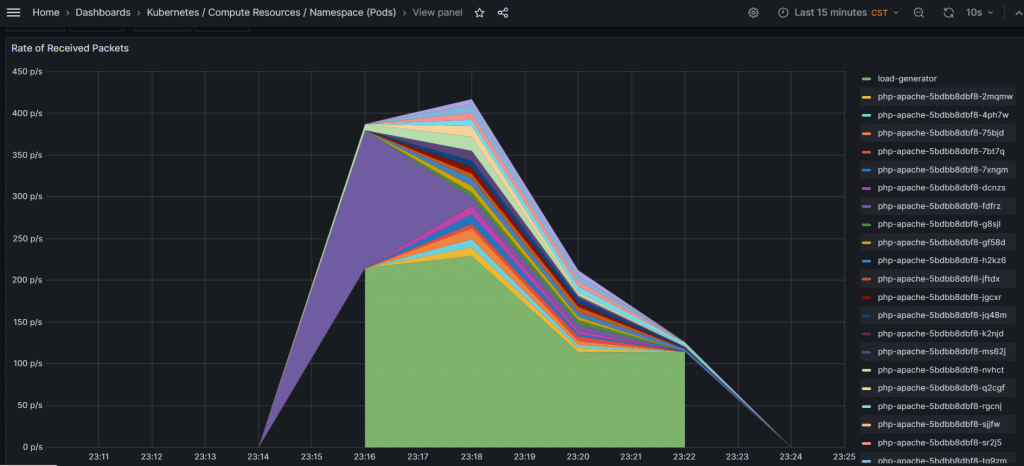 Home > Dashboards > Kubernetes / Compute Resources / Namespace (Pods) > View panel
Last 15 minutes CST
10s
Rate of Received Packets
450 p/s
400 p/s
350 p/s
300 p/s
250 p/s
200 p/s
150 p/s
100 p/s
50 p/s
0 p/s
23:11 23:12 23:13 23:14 23:15 23:16 23:17 23:18 23:19 23:20 23:21 23:22 23:23 23:24 23:25
load-generator
php-apache-5bdbb8dbf8-2mqmw
php-apache-5bdbb8dbf8-4ph7w
php-apache-5bdbb8dbf8-75bjd
php-apache-5bdbb8dbf8-7bt7q
php-apache-5bdbb8dbf8-7xngm
php-apache-5bdbb8dbf8-dcnzs
php-apache-5bdbb8dbf8-fdfrz
php-apache-5bdbb8dbf8-g8sjl
php-apache-5bdbb8dbf8-gf58d
php-apache-5bdbb8dbf8-h2kz6
php-apache-5bdbb8dbf8-jftdx
php-apache-5bdbb8dbf8-jgcxr
php-apache-5bdbb8dbf8-jq48m
php-apache-5bdbb8dbf8-k2njd
php-apache-5bdbb8dbf8-ms62j
php-apache-5bdbb8dbf8-nvhct
php-apache-5bdbb8dbf8-q2cgf
php-apache-5bdbb8dbf8-rgcnj
php-apache-5bdbb8dbf8-sjjfw
php-apache-5bdbb8dbf8-sr2j5
php-apache-5bdbb8dbf8-tq9zm